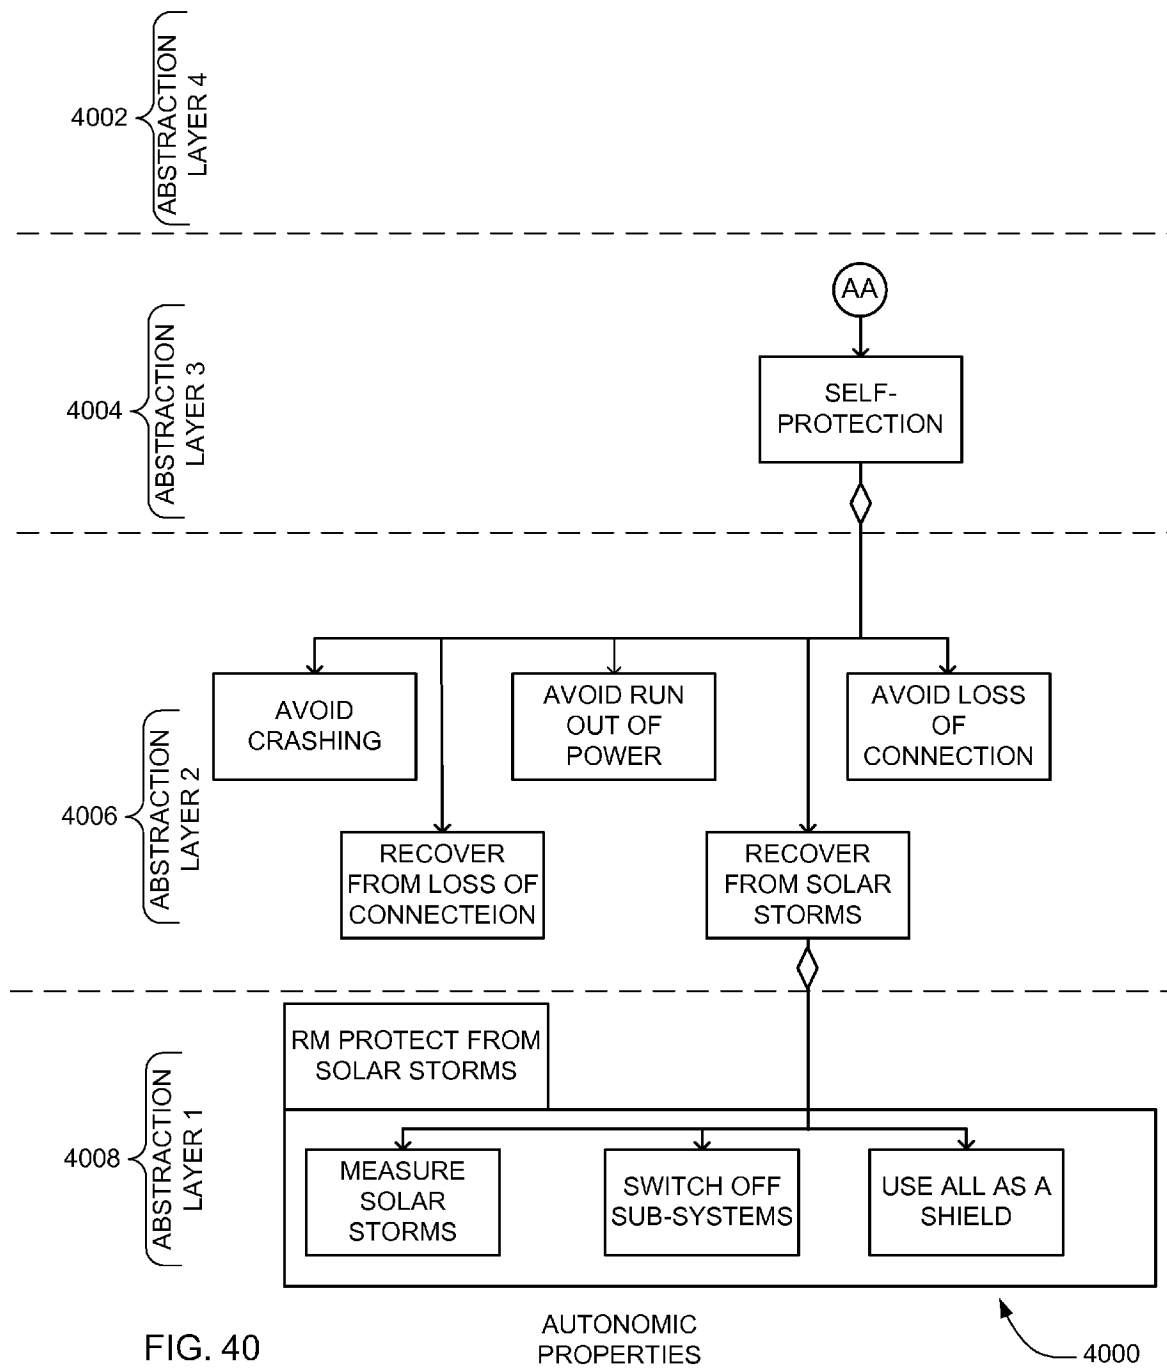 4002
ABSTRACTION
LAYER 4
AA
4004
ABSTRACTION
LAYER 3
SELF-
PROTECTION
AVOID
CRASHING
AVOID RUN
OUT OF
POWER
AVOID LOSS
OF
CONNECTION
4006
ABSTRACTION
LAYER 2
RECOVER
FROM LOSS OF
CONNECTEION
RECOVER
FROM SOLAR
STORMS
RM PROTECT FROM
SOLAR STORMS
4008
ABSTRACTION
LAYER 1
MEASURE
SOLAR
STORMS
SWITCH OFF
SUB-SYSTEMS
USE ALL AS A
SHIELD
FIG. 40
AUTONOMIC
PROPERTIES
4000